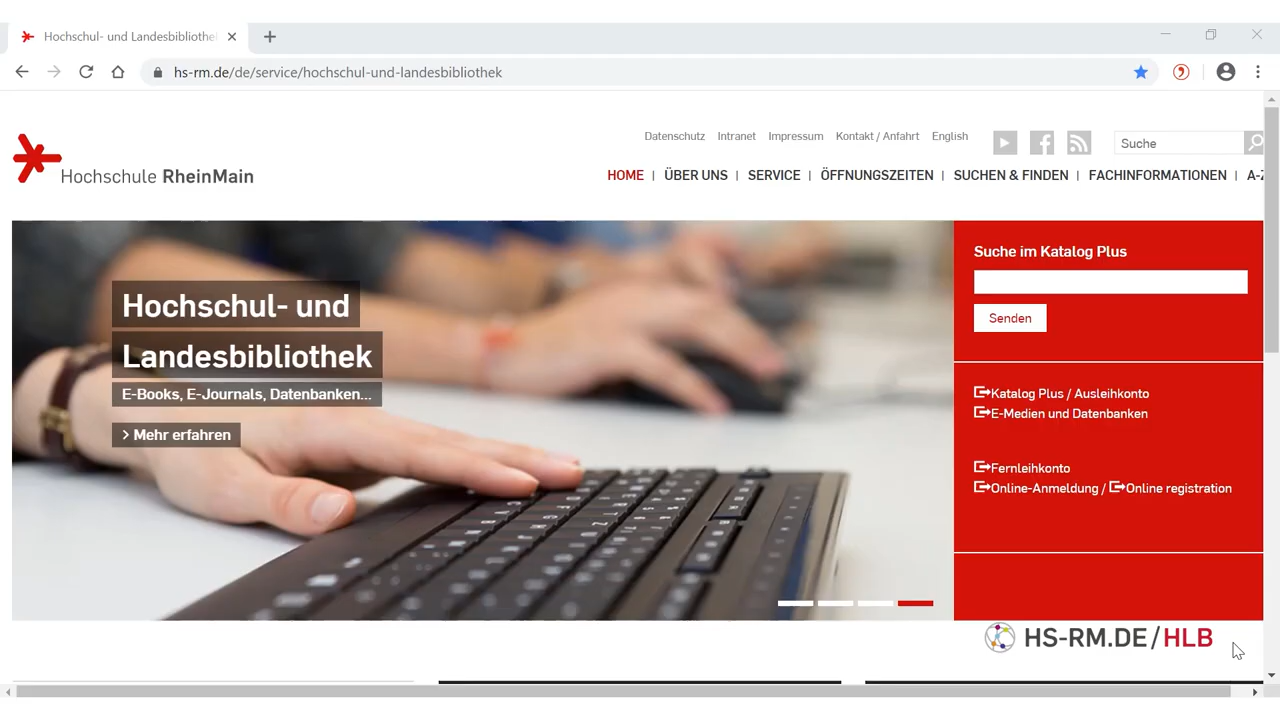 Hochschul- und Landesbibliothe
hs-rm.de/de/service/hochschul-und-landesbibliothek
Datenschutz Intranet Impressum Kontakt / Anfahrt English
Suche
Hochschule RheinMain
HOME | ÜBER UNS | SERVICE | ÖFFNUNGSZEITEN | SUCHEN & FINDEN | FACHINFORMATIONEN | A-Z
Hochschul- und
Landesbibliothek
E-Books, E-Journals, Datenbanken...
> Mehr erfahren
Suche im Katalog Plus
Senden
Katalog Plus / Ausleihkonto
E-Medien und Datenbanken
Fernleihkonto
Online-Anmeldung / Online registration
HS-RM.DE/HLB